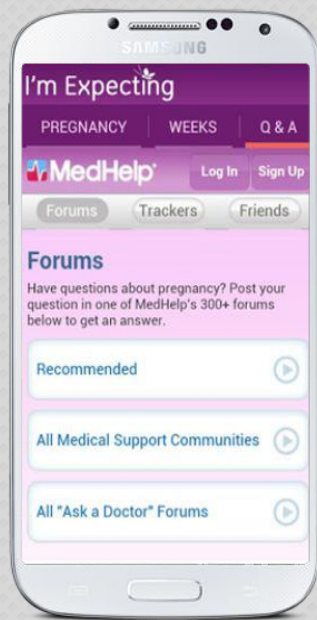 SAMSUNG
I'm Expecting
PREGNANCY WEEKS Q & A
MedHelp®
Log In Sign Up
Forums Trackers Friends
Forums
Have questions about pregnancy? Post your
question in one of MedHelp's 300+ forums
below to get an answer.
Recommended
All Medical Support Communities
All "Ask a Doctor" Forums